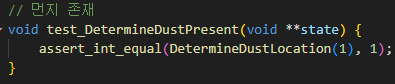 // 먼지 존재
void test_DetermineDustPresent(void **state) {
    assert_int_equal(DetermineDustLocation(1), 1);
}